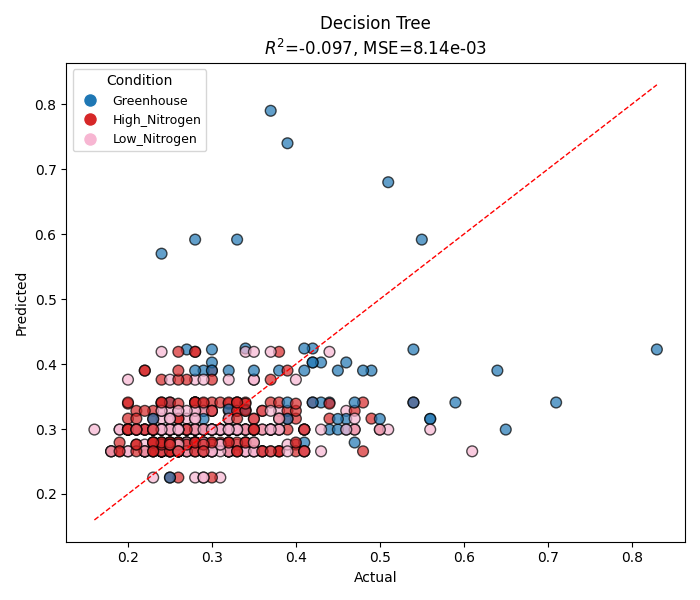 Decision Tree
R²=-0.097, MSE=8.14e-03
Condition
Greenhouse
High_Nitrogen
Low_Nitrogen
0.8
0.7
0.6
0.5
0.4
0.3
0.2
Predicted
0.2 0.3 0.4 0.5 0.6 0.7 0.8
Actual